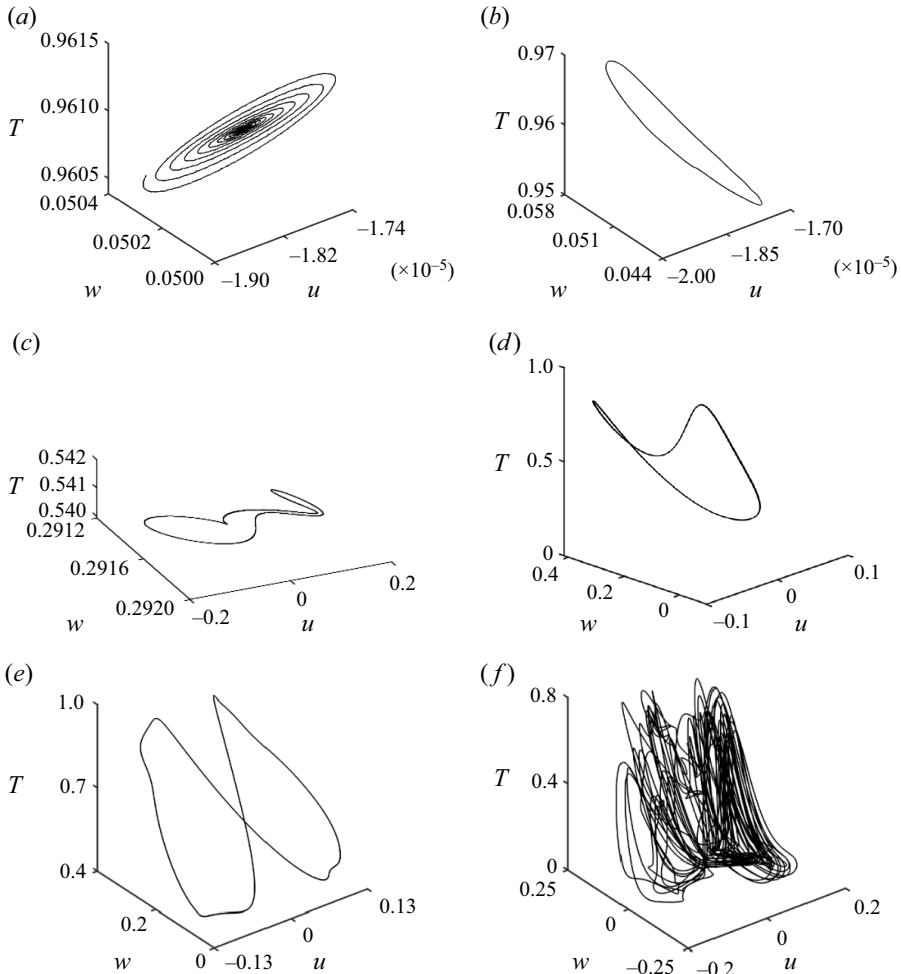 (a)
0.9615
0.9610
T
0.9605
0.0504
0.0502
0.0500
w
−1.90
−1.82
−1.74
(×10−5)
u
(b)
0.97
0.96
T
0.95
0.058
0.051
0.044
w
−2.00
−1.85
−1.70
(×10−5)
u
(c)
0.542
T
0.541
0.540
0.2912
0.2916
0.2920
w
−0.2
0
0.2
u
(d)
1.0
T
0.5
0
0.4
0.2
0
w
−0.1
0
0.1
u
(e)
1.0
T
0.7
0.4
0.2
0
w
−0.13
0
0.13
u
(f)
0.8
T
0.4
0
0.25
0
−0.25
w
−0.2
0
0.2
u